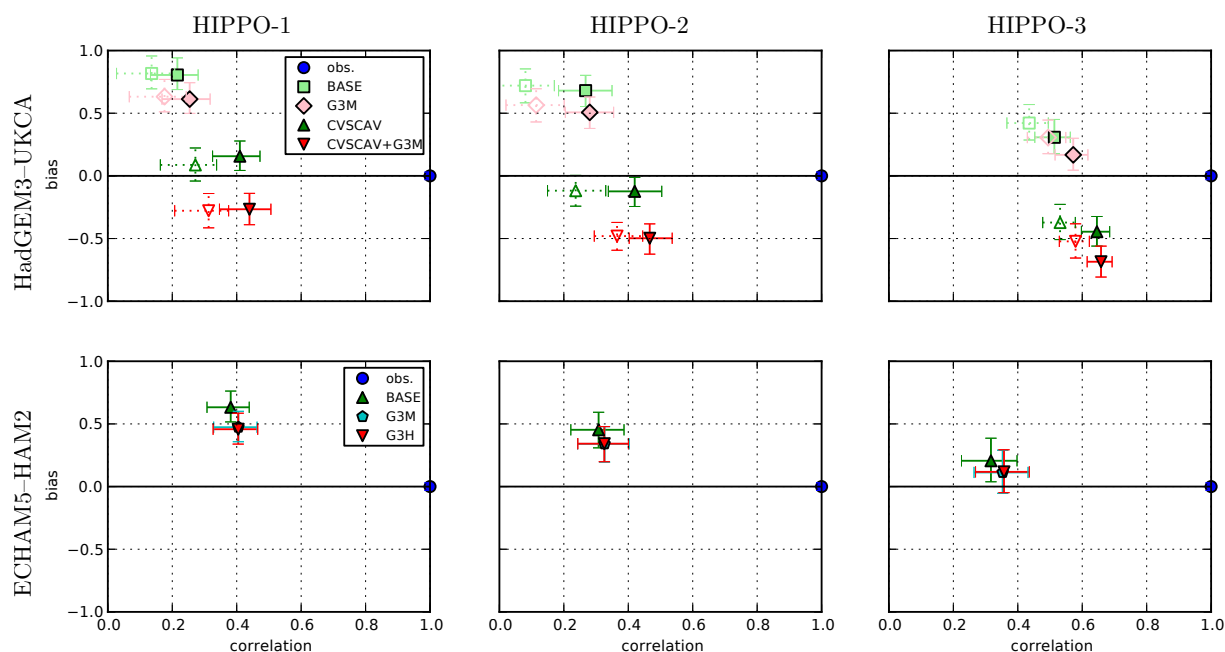 HIPPO-1 HIPPO-2 HIPPO-3
HadGEM3–UKCA
bias
1.0
0.5
0.0
−0.5
−1.0
obs.
BASE
G3M
CVSCAV
CVSCAV+G3M
ECHAM5–HAM2
bias
1.0
0.5
0.0
−0.5
−1.0
obs.
BASE
G3M
G3H
0.0 0.2 0.4 0.6 0.8 1.0 0.0 0.2 0.4 0.6 0.8 1.0 0.0 0.2 0.4 0.6 0.8 1.0
correlation correlation correlation